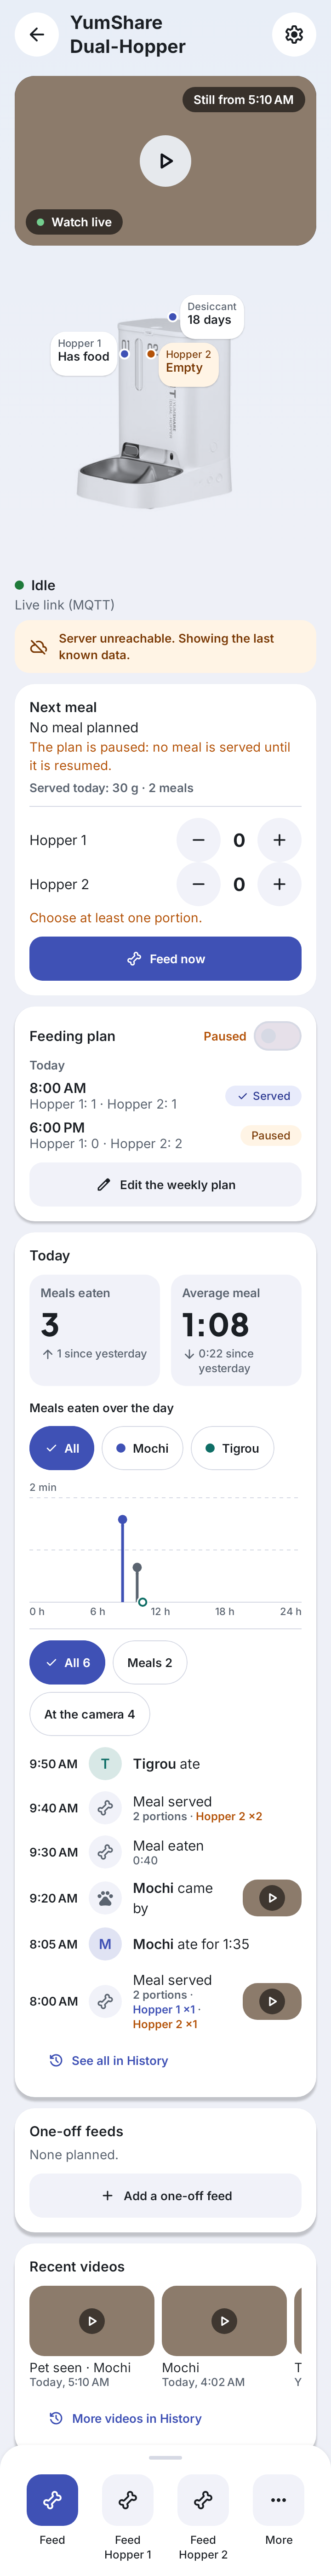 YumShare
Dual-Hopper
Still from 5:10 AM
Watch live
Desiccant
18 days
Hopper 1
Has food
Hopper 2
Empty
Idle
Live link (MQTT)
Server unreachable. Showing the last
known data.
Next meal
No meal planned
The plan is paused: no meal is served until
it is resumed.
Served today: 30 g · 2 meals
Hopper 1
0
Hopper 2
0
Choose at least one portion.
Feed now
Feeding plan
Paused
Today
8:00 AM
Hopper 1: 1 · Hopper 2: 1
Served
6:00 PM
Hopper 1: 0 · Hopper 2: 2
Paused
Edit the weekly plan
Today
Meals eaten
3
1 since yesterday
Average meal
1:08
0:22 since
yesterday
Meals eaten over the day
All
Mochi
Tigrou
2 min
0 h 6 h 12 h 18 h 24 h
All 6
Meals 2
At the camera 4
9:50 AM
T
Tigrou ate
9:40 AM
Meal served
2 portions · Hopper 2 ×2
9:30 AM
Meal eaten
0:40
9:20 AM
Mochi came
by
8:05 AM
M
Mochi ate for 1:35
8:00 AM
Meal served
2 portions ·
Hopper 1 ×1 ·
Hopper 2 ×1
See all in History
One-off feeds
None planned.
Add a one-off feed
Recent videos
Pet seen · Mochi
Today, 5:10 AM
Mochi
Today, 4:02 AM
T
Y
More videos in History
Feed
Feed
Hopper 1
Feed
Hopper 2
More